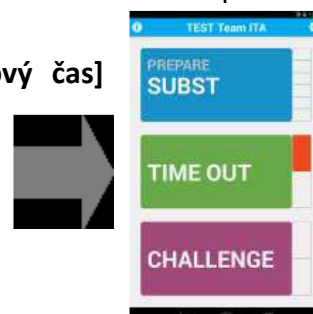 TEST Team ITA
PREPARE
SUBST
ový čas]
TIME OUT
CHALLENGE